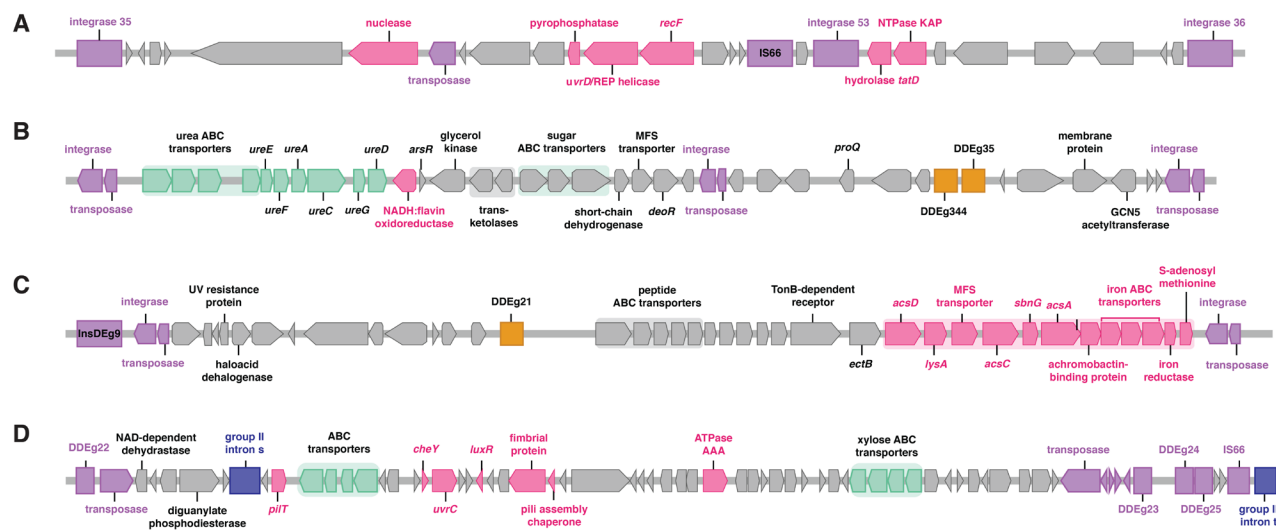 A
integrase 35
nuclease
pyrophosphatase
recF
integrase 53
NTPase KAP
integrase 36
IS66
transposase
uvrD/REP helicase
hydrolase tatD
B
integrase
urea ABC
transporters
ureE
ureA
ureD
arsR
glycerol
kinase
sugar
ABC transporters
MFS
transporter
integrase
proQ
DDEg35
membrane
protein
integrase
transposase
ureF
ureC
ureG
NADH:flavin
oxidoreductase
trans-
ketolases
short-chain
dehydrogenase
deoR
transposase
DDEg344
GCN5
acetyltransferase
transposase
C
InsDEg9
integrase
UV resistance
protein
DDEg21
peptide
ABC transporters
TonB-dependent
receptor
acsD
MFS
transporter
sbnG
acsA
iron ABC
transporters
S-adenosyl
methionine
integrase
transposase
haloacid
dehalogenase
ectB
lysA
acsC
achromobactin-
binding protein
iron
reductase
transposase
D
DDEg22
NAD-dependent
dehydrastase
group II
intron s
ABC
transporters
cheY
luxR
fimbrial
protein
ATPase
AAA
xylose ABC
transporters
transposase
DDEg24
IS66
transposase
diguanylate
phosphodiesterase
pilT
uvrC
pili assembly
chaperone
DDEg23
DDEg25
group I
intron